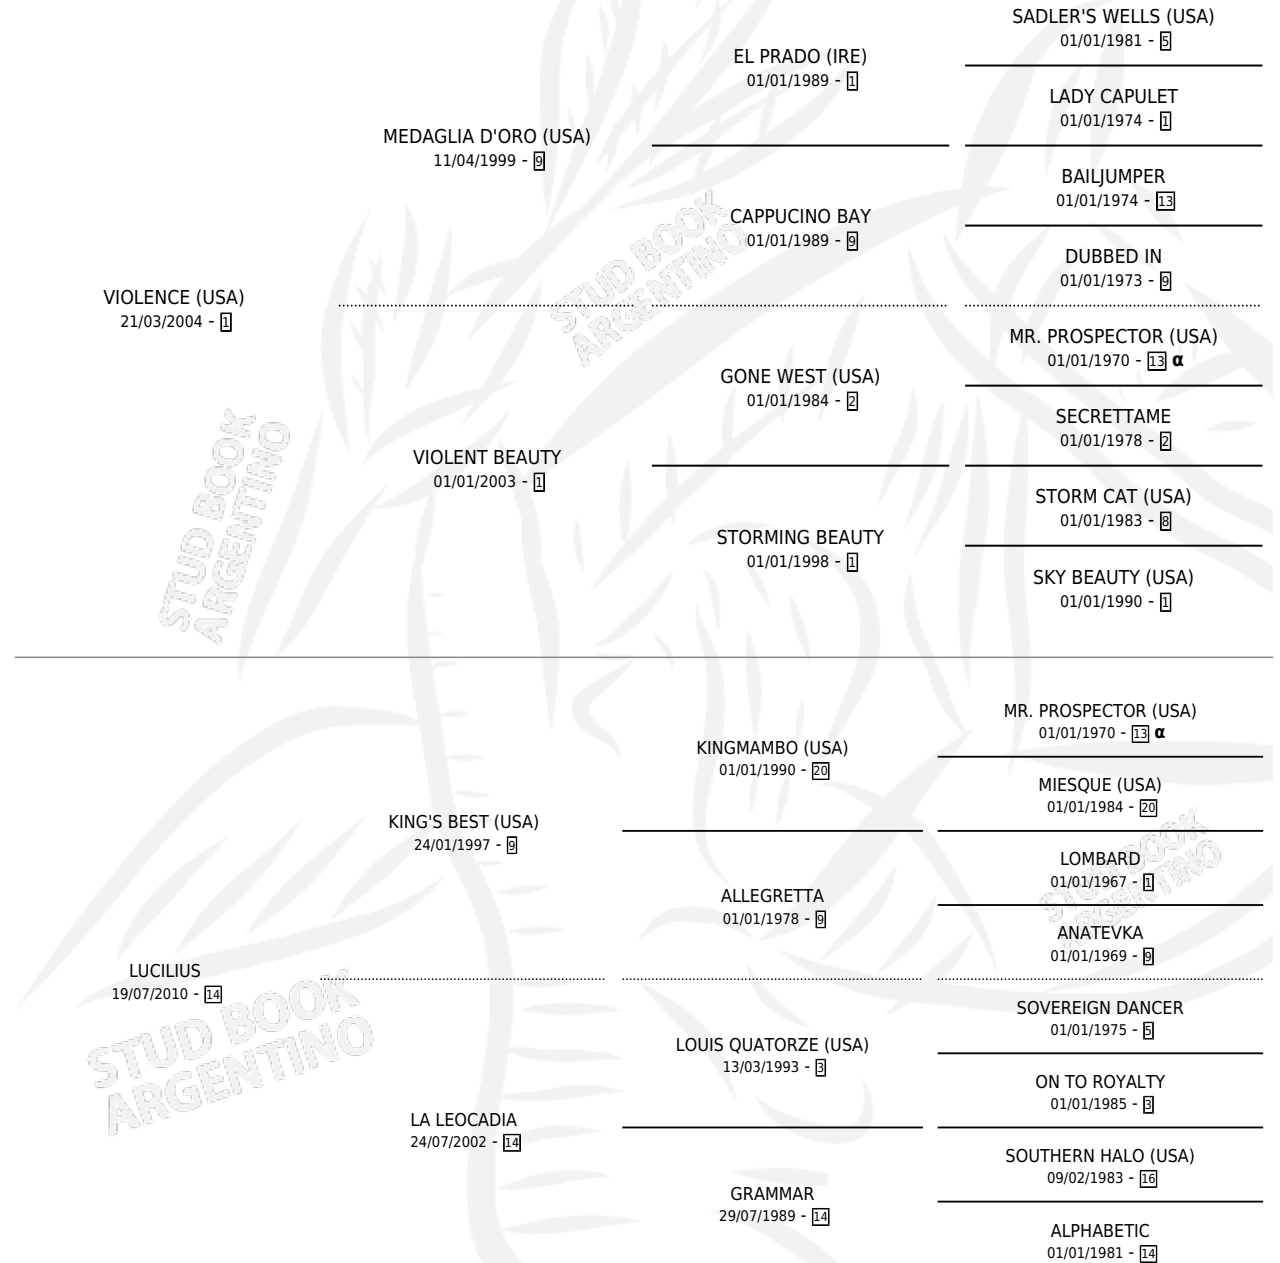 VIOLENCE (USA)
21/03/2004 - 1
MEDAGLIA D'ORO (USA)
11/04/1999 - 9
EL PRADO (IRE)
01/01/1989 - 1
SADLER'S WELLS (USA)
01/01/1981 - 5
LADY CAPULET
01/01/1974 - 1
CAPPUCINO BAY
01/01/1989 - 9
BAILJUMPER
01/01/1974 - 13
DUBBED IN
01/01/1973 - 9
VIOLENT BEAUTY
01/01/2003 - 1
GONE WEST (USA)
01/01/1984 - 2
MR. PROSPECTOR (USA)
01/01/1970 - 13 α
SECRETTAME
01/01/1978 - 2
STORMING BEAUTY
01/01/1998 - 1
STORM CAT (USA)
01/01/1983 - 8
SKY BEAUTY (USA)
01/01/1990 - 1
LUCILIUS
19/07/2010 - 14
KING'S BEST (USA)
24/01/1997 - 9
KINGMAMBO (USA)
01/01/1990 - 20
MR. PROSPECTOR (USA)
01/01/1970 - 13 α
MIESQUE (USA)
01/01/1984 - 20
ALLEGRETTA
01/01/1978 - 9
LOMBARD
01/01/1967 - 1
ANATEVKA
01/01/1969 - 9
LA LEOCADIA
24/07/2002 - 14
LOUIS QUATORZE (USA)
13/03/1993 - 3
SOVEREIGN DANCER
01/01/1975 - 5
ON TO ROYALTY
01/01/1985 - 3
GRAMMAR
29/07/1989 - 14
SOUTHERN HALO (USA)
09/02/1983 - 16
ALPHABETIC
01/01/1981 - 14
STUD BOOK
ARGENTINO
STUD BOOK
ARGENTINO
STUD BOOK
ARGENTINO
STUD BOOK
ARGENTINO